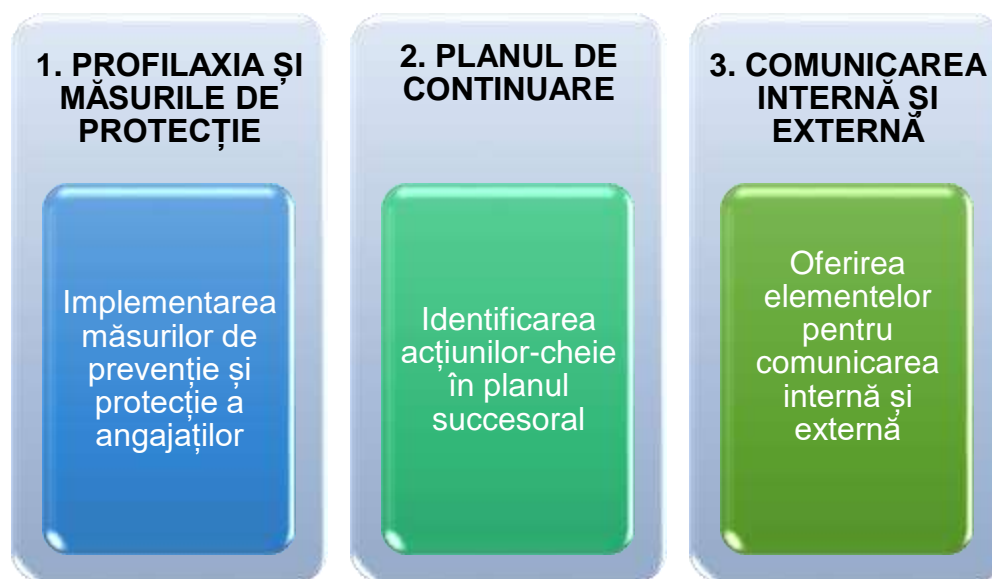 1. PROFILAXIA ȘI
MĂSURILE DE
PROTECȚIE
Implementarea
măsurilor de
prevenție și
protecție a
angajaților
2. PLANUL DE
CONTINUARE
Identificarea
acțiunilor-cheie
în planul
succesoral
3. COMUNICAREA
INTERNĂ ȘI
EXTERNĂ
Oferirea
elementelor
pentru
comunicarea
internă și
externă